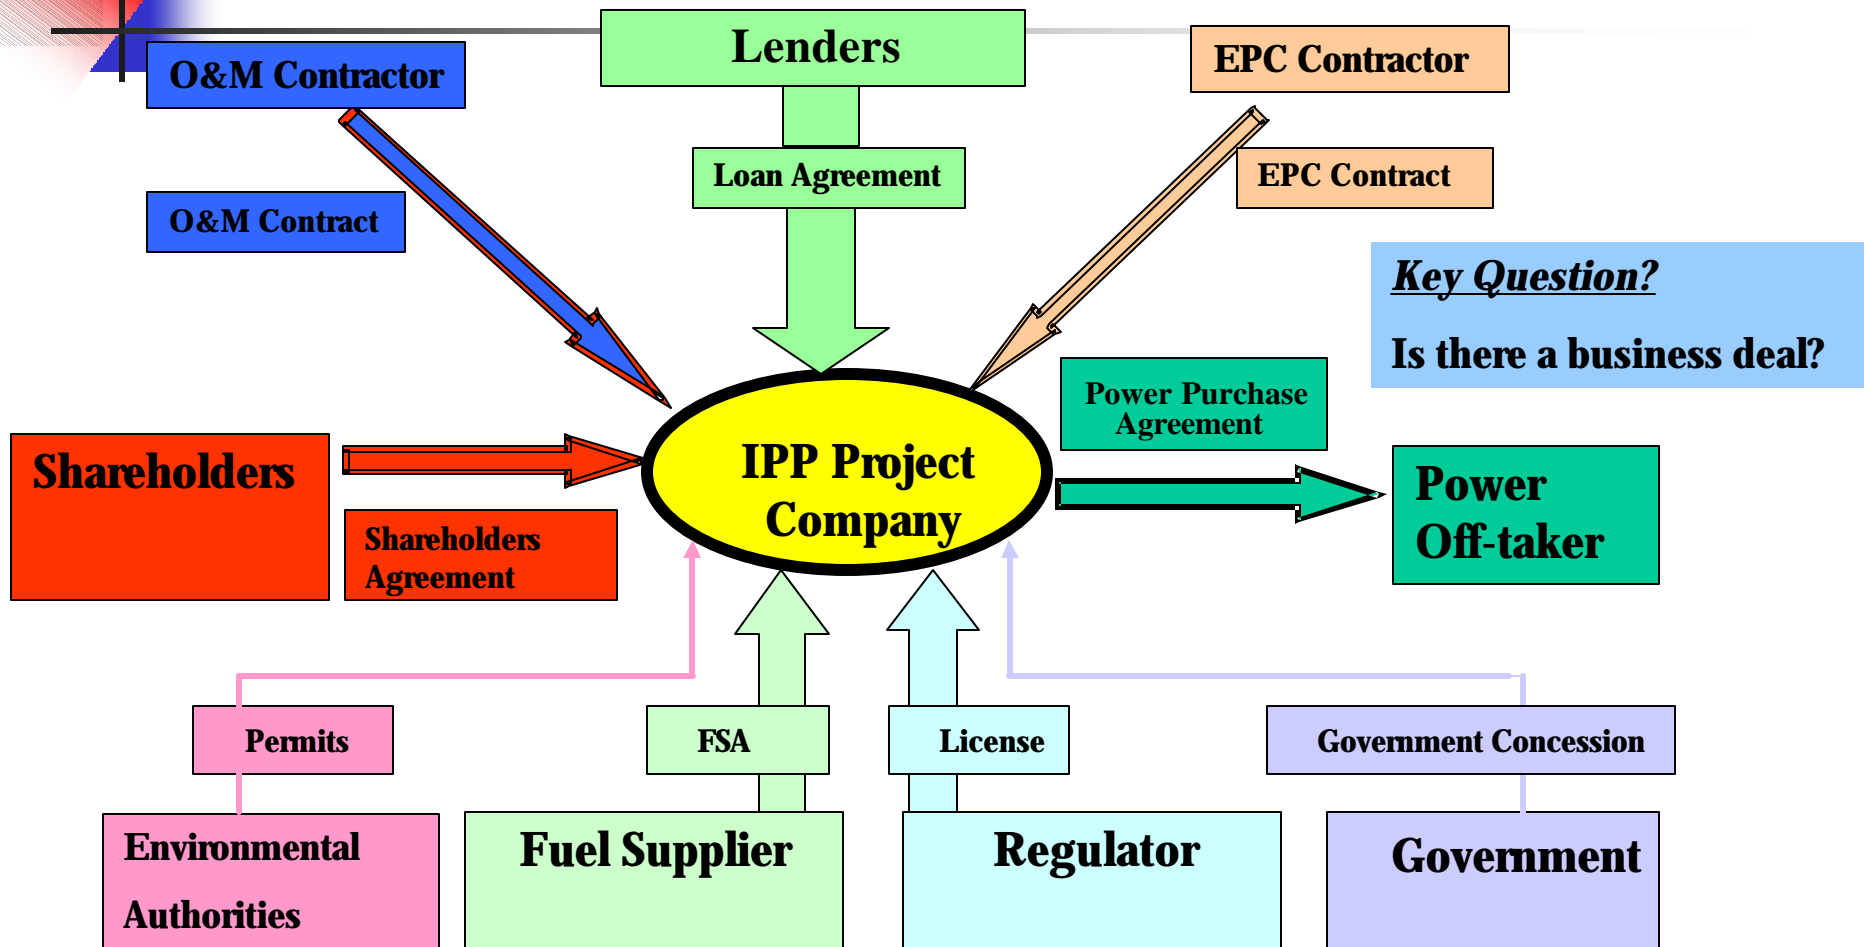 Lenders
O&M Contractor
EPC Contractor
Loan Agreement
EPC Contract
O&M Contract
Key Question?
Is there a business deal?
Power Purchase
Agreement
Shareholders
IPP Project
Company
Power
Off-taker
Shareholders
Agreement
Permits
FSA
License
Government Concession
Environmental
Authorities
Fuel Supplier
Regulator
Government